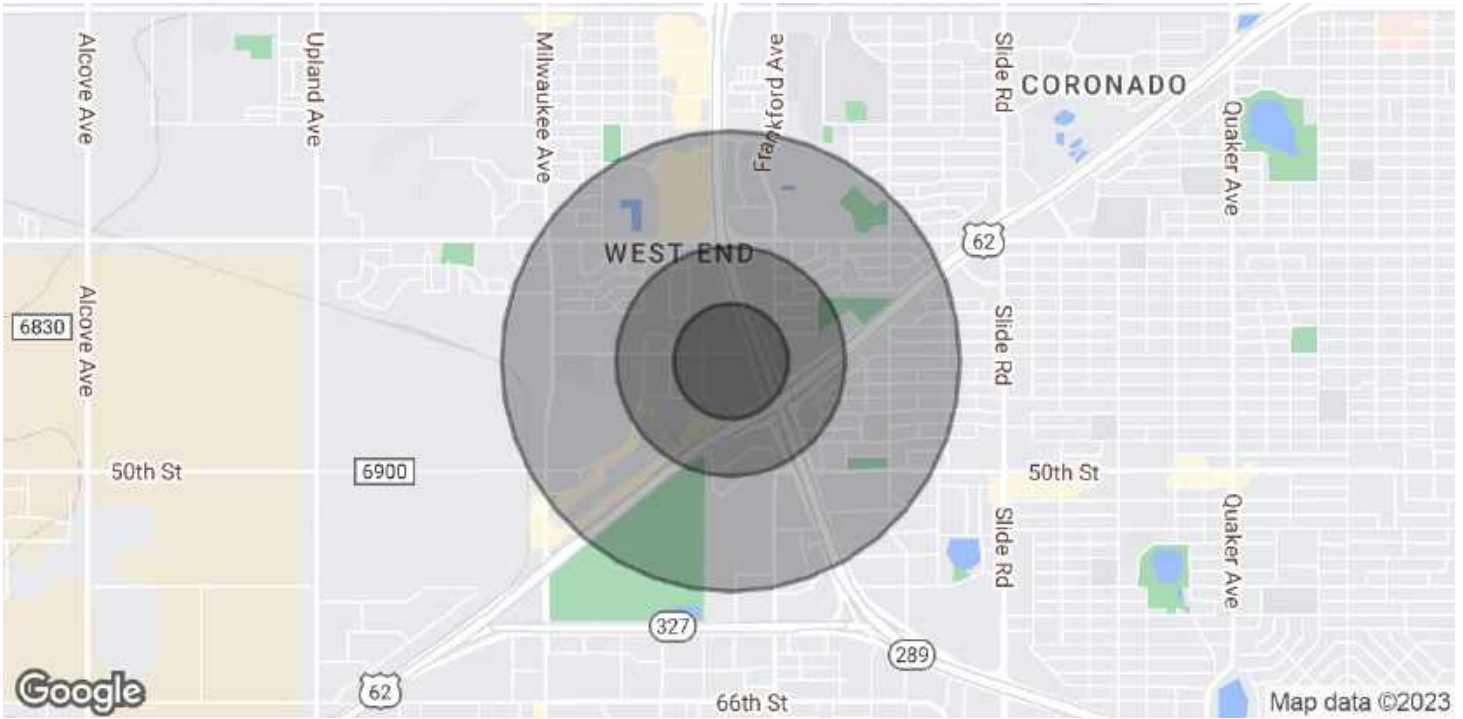 Alcove Ave
Upland Ave
Milwaukee Ave
Frankford Ave
Slide Rd
CORONADO
Quaker Ave
WEST END
62
6830
Alcove Ave
Slide Rd
50th St
6900
50th St
Slide Rd
Quaker Ave
327
289
62
66th St
Google
Map data ©2023